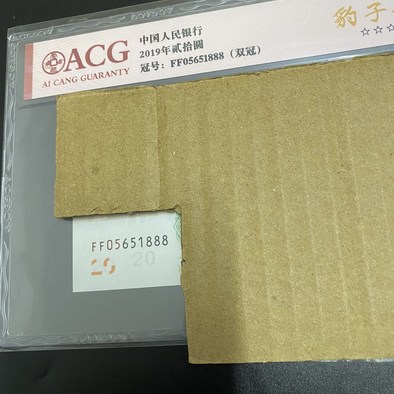 ACG
AI CANG GUARANTY
中国人民银行
2019年贰拾圆
冠号：FF05651888（双冠）
豹子
☆☆
FF05651888
20 20